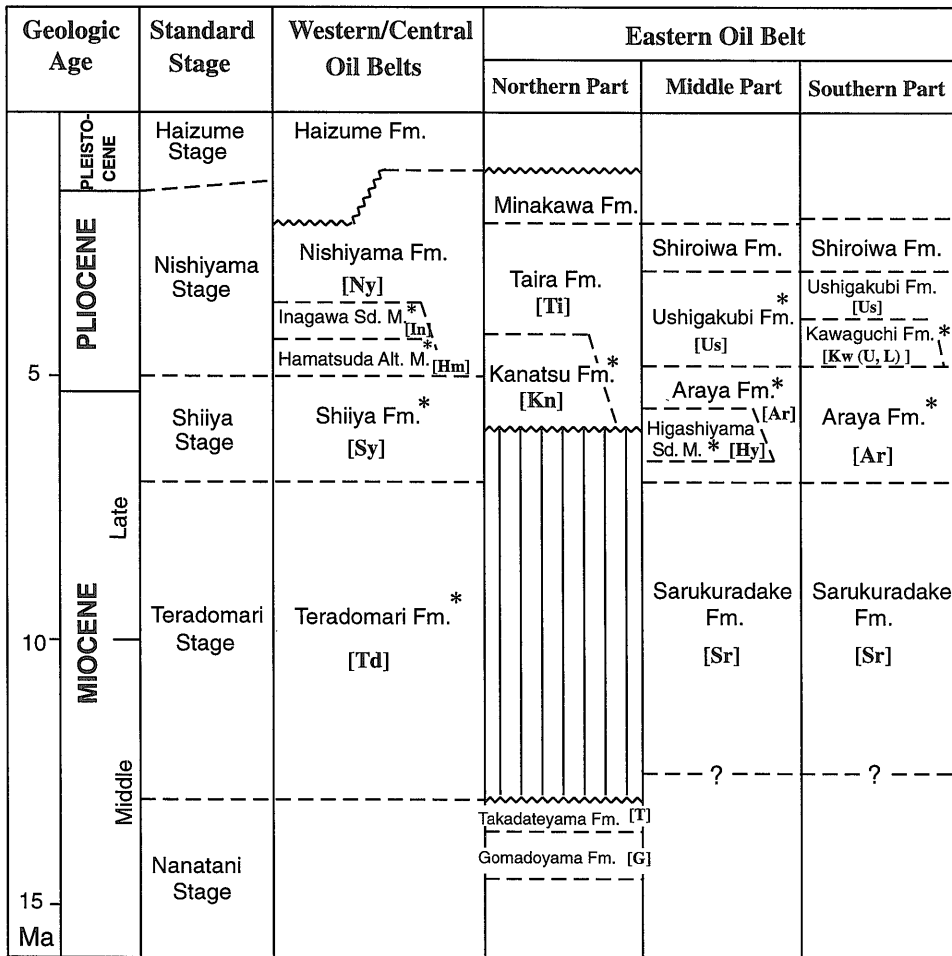 Geologic
Age
Standard
Stage
Western/Central
Oil Belts
Eastern Oil Belt
Northern Part
Middle Part
Southern Part
PLEISTO-
CENE
PLIOCENE
MIOCENE
Late
Middle
5
10
15
Ma
Haizume
Stage
Nishiyama
Stage
Shiiya
Stage
Teradomari
Stage
Nanatani
Stage
Haizume Fm.
Nishiyama Fm.
[Ny]
Inagawa Sd. M.*
[In]
Hamatsuda Alt. M.*
[Hm]
Shiiya Fm.*
[Sy]
Teradomari Fm.*
[Td]
Minakawa Fm.
Taira Fm.
[Ti]
Kanatsu Fm.*
[Kn]
Takadateyama Fm. [T]
Gomadoyama Fm. [G]
Shiroiwa Fm.
Ushigakubi Fm.*
[Us]
Araya Fm.*
[Ar]
Higashiyama
Sd. M.* [Hy]
Sarukuradake
Fm.
[Sr]
?
Shiroiwa Fm.
Ushigakubi Fm.
[Us]
Kawaguchi Fm.*
[Kw (U, L) ]
Araya Fm.*
[Ar]
Sarukuradake
Fm.
[Sr]
?